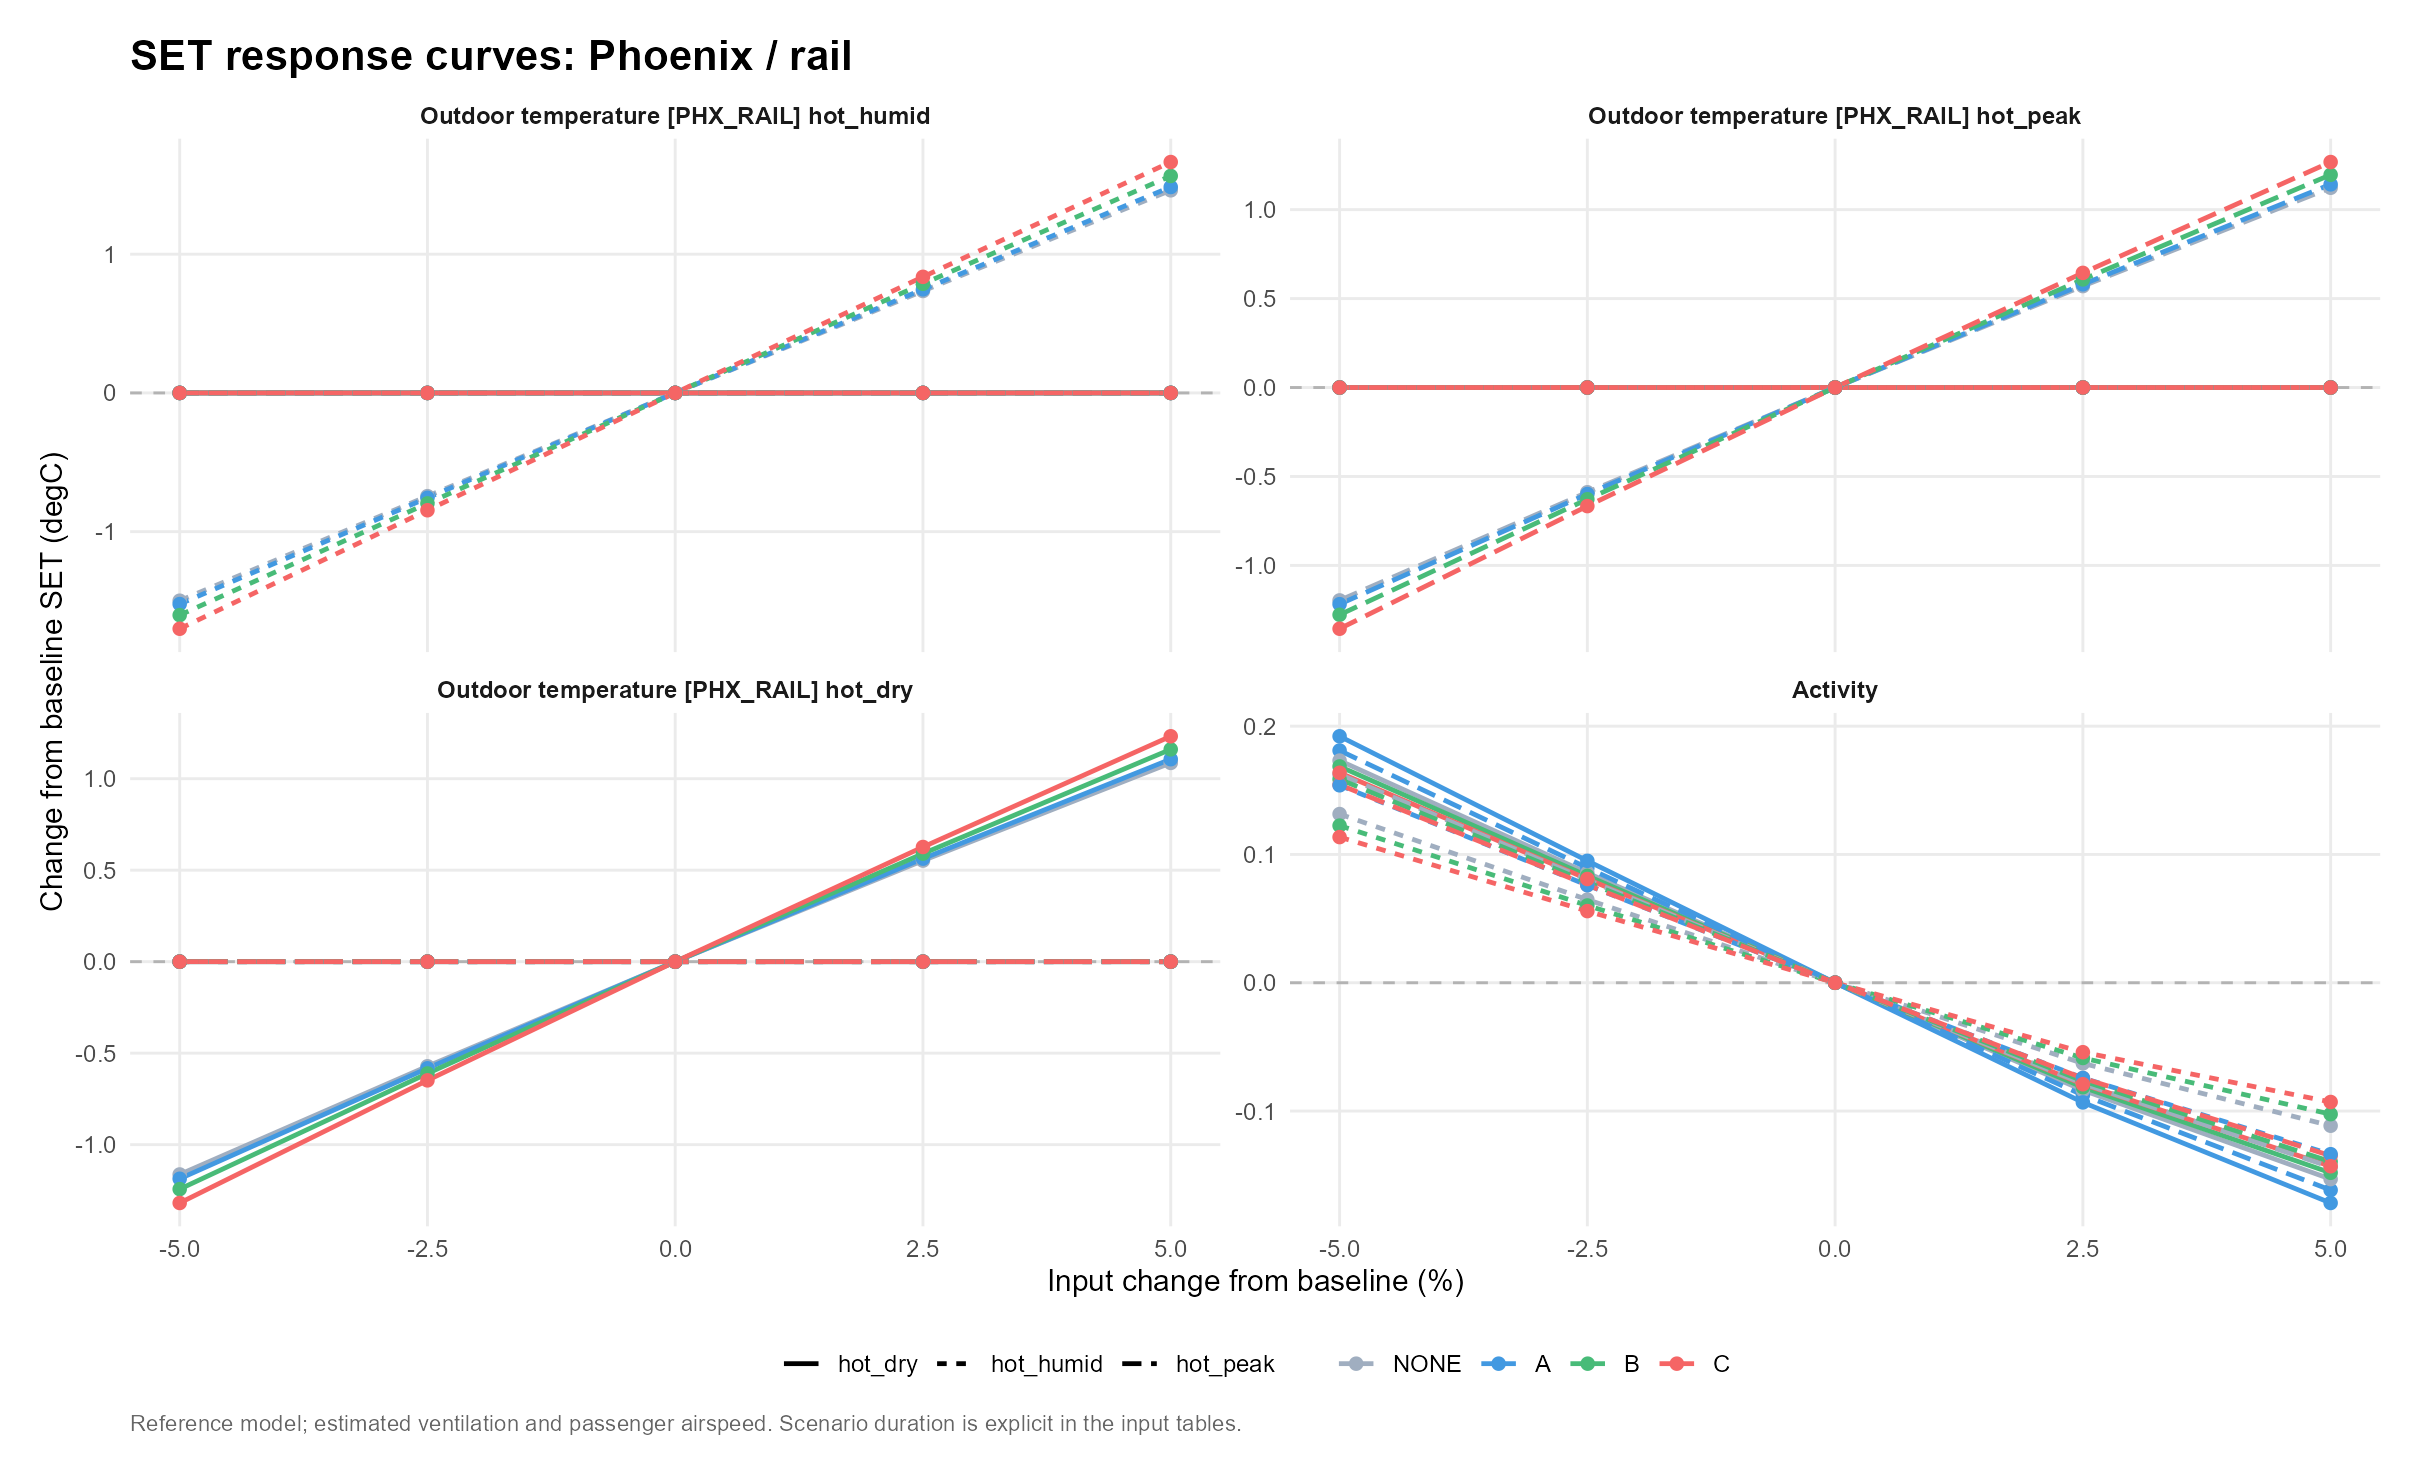 SET response curves: Phoenix / rail
Outdoor temperature [PHX_RAIL] hot_humid
Outdoor temperature [PHX_RAIL] hot_peak
1
0
-1
1.0
0.5
0.0
-0.5
-1.0
Change from baseline SET (degC)
Outdoor temperature [PHX_RAIL] hot_dry
Activity
1.0
0.5
0.0
-0.5
-1.0
0.2
0.1
0.0
-0.1
-5.0 -2.5 0.0 2.5 5.0
-5.0 -2.5 0.0 2.5 5.0
Input change from baseline (%)
hot_dry hot_humid hot_peak NONE A B C
Reference model; estimated ventilation and passenger airspeed. Scenario duration is explicit in the input tables.